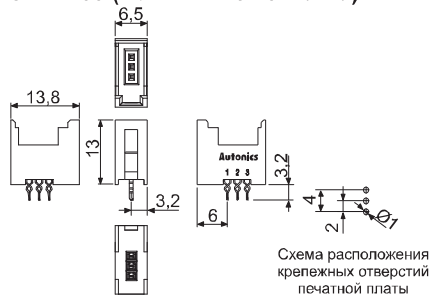 6,5
13,8
13
3,2
Autonics
1 2 3
3,2
6
4
2
Ø1
Схема расположения
крепежных отверстий
печатной платы